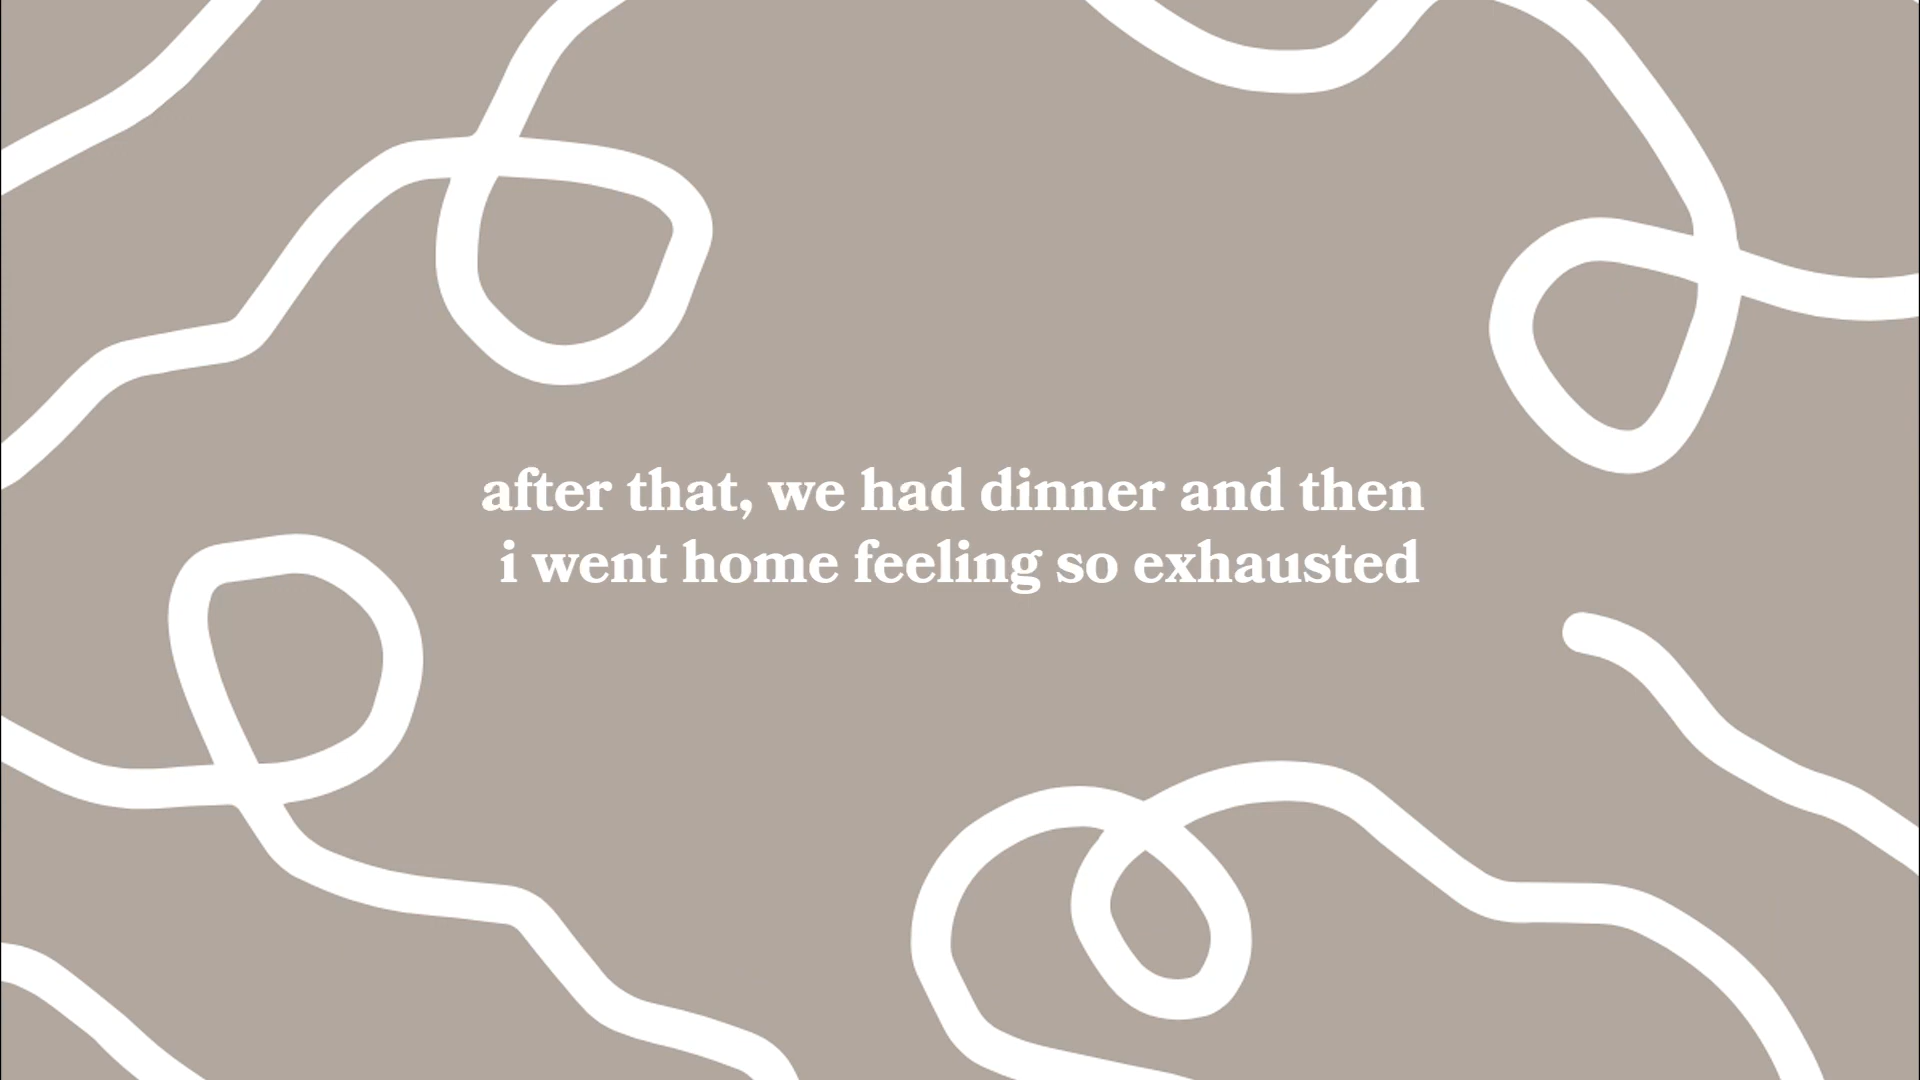 after that, we had dinner and then
i went home feeling so exhausted